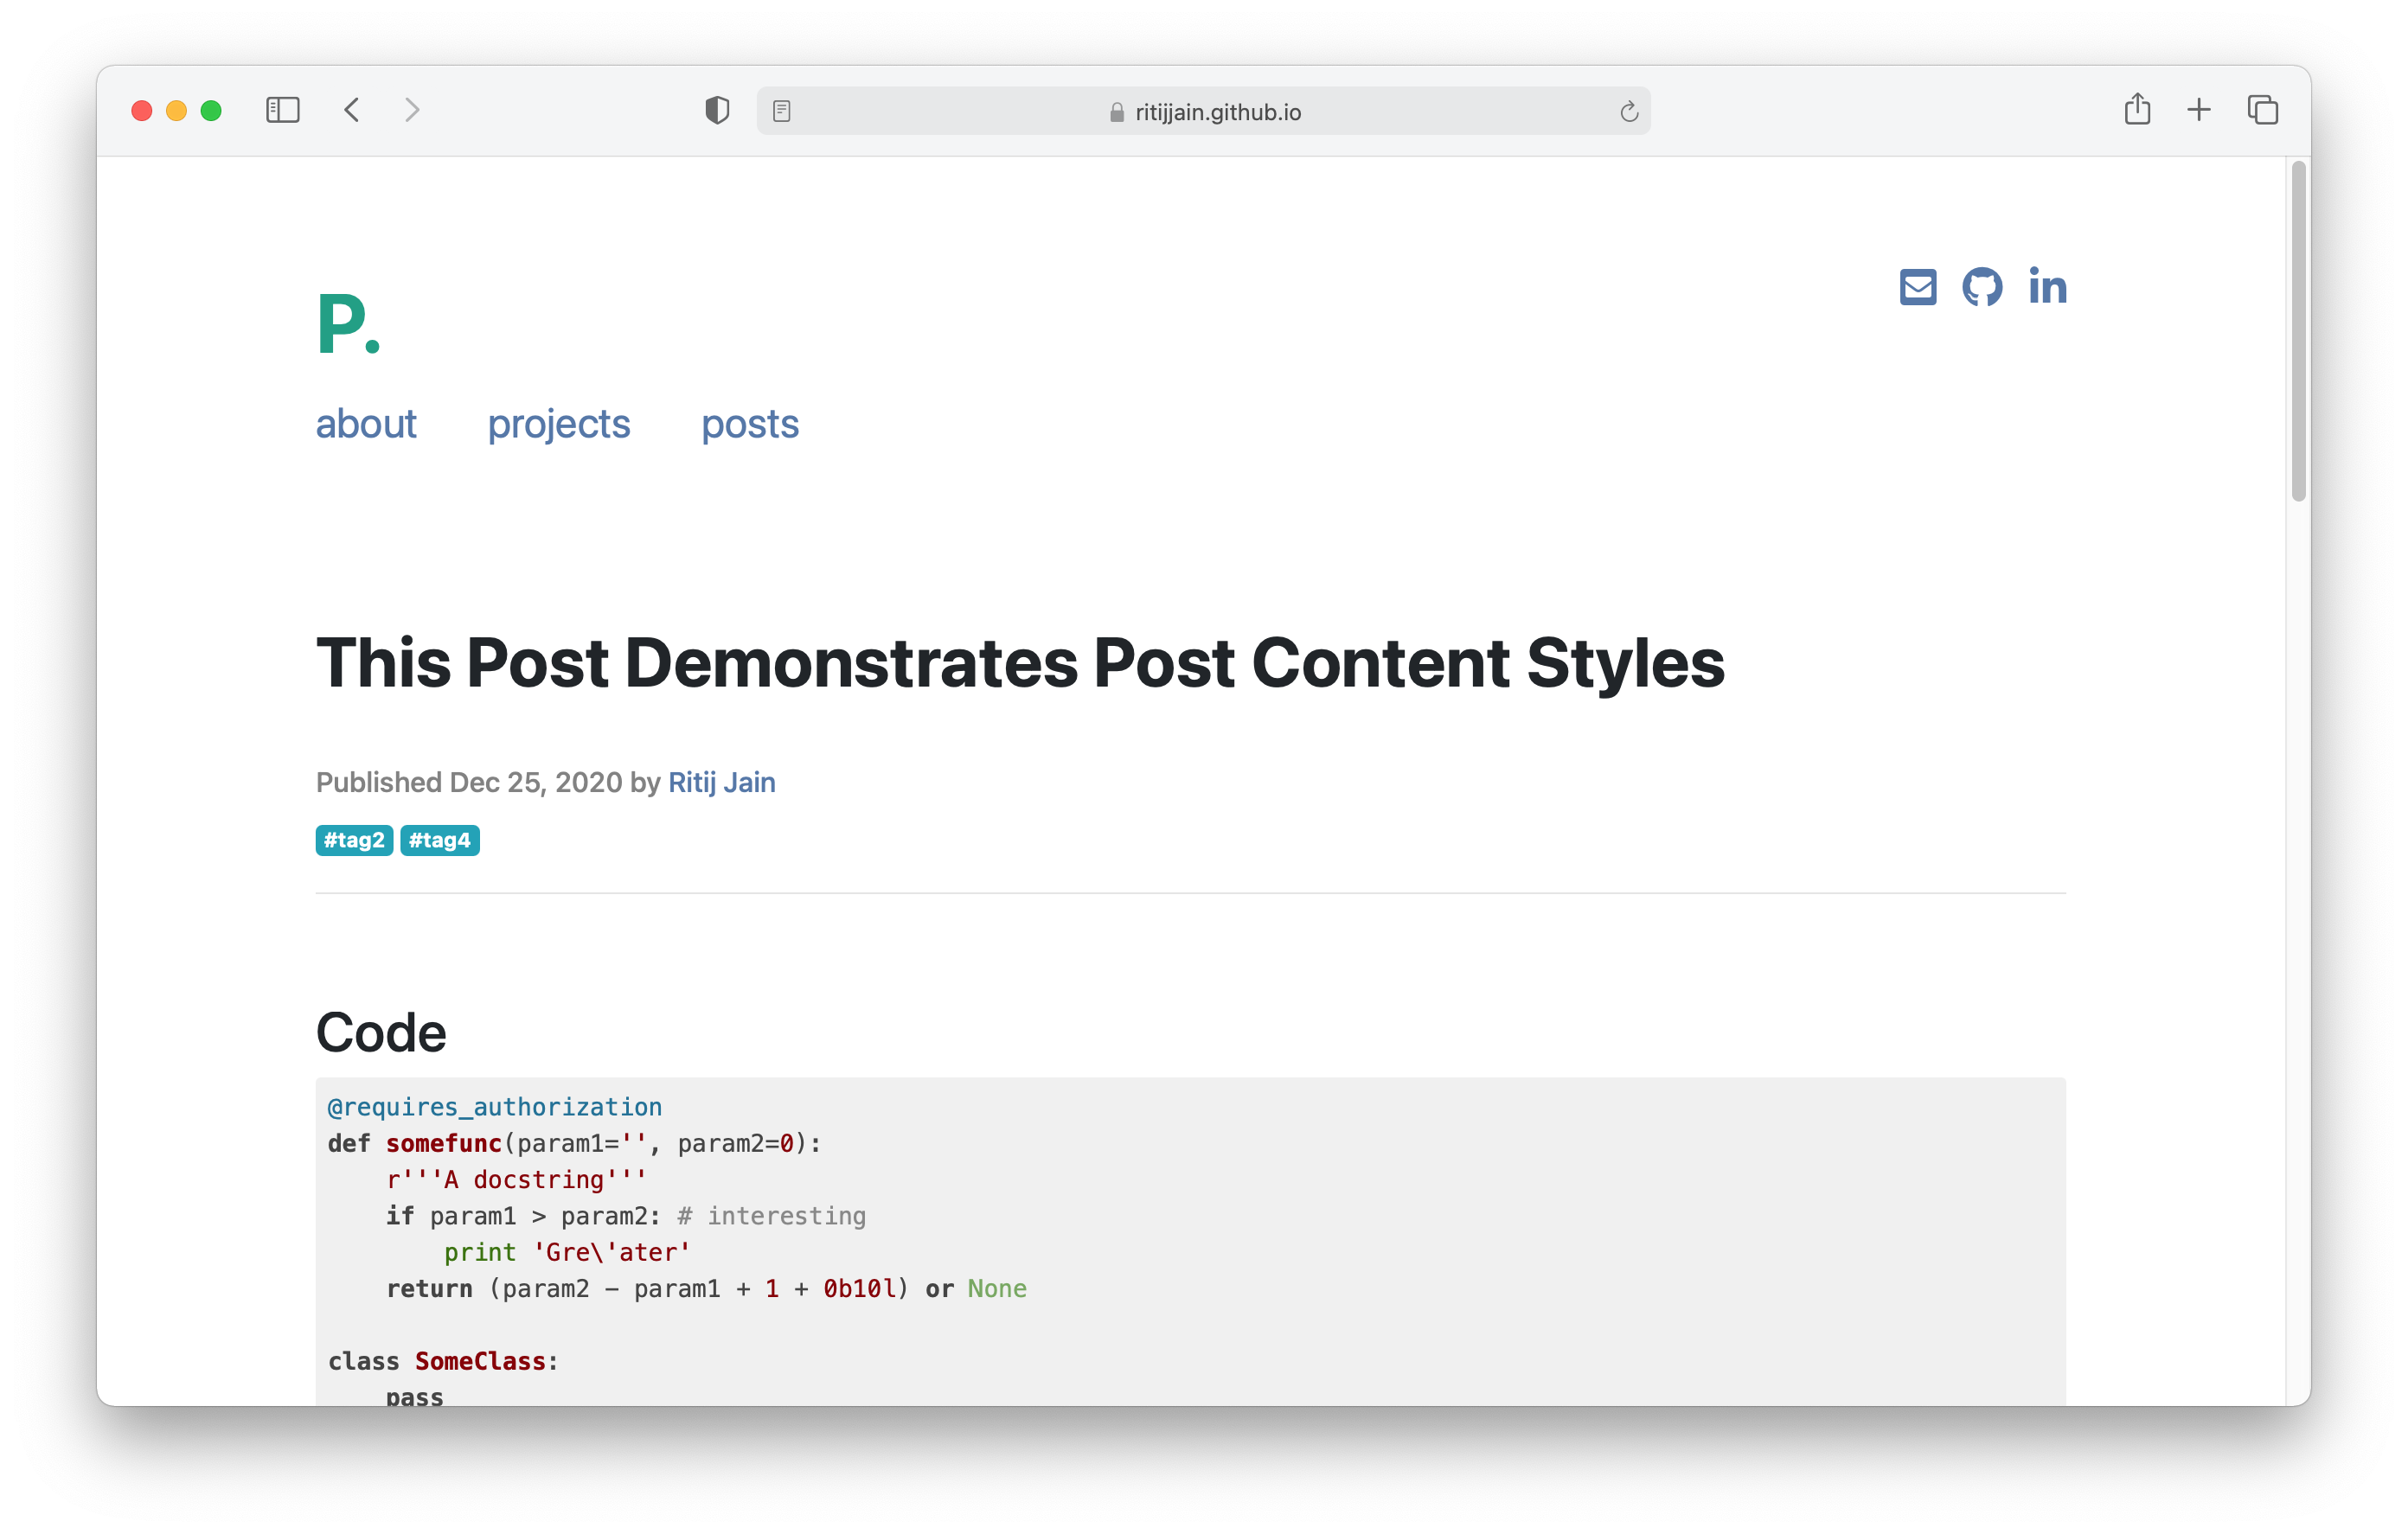 ritijjain.github.io
P.
about projects posts
This Post Demonstrates Post Content Styles
Published Dec 25, 2020 by Ritij Jain
#tag2 #tag4
Code
@requires_authorization
def somefunc(param1='', param2=0):
    r'''A docstring'''
    if param1 > param2: # interesting
        print 'Gre\'ater'
    return (param2 - param1 + 1 + 0b10l) or None
class SomeClass:
    pass